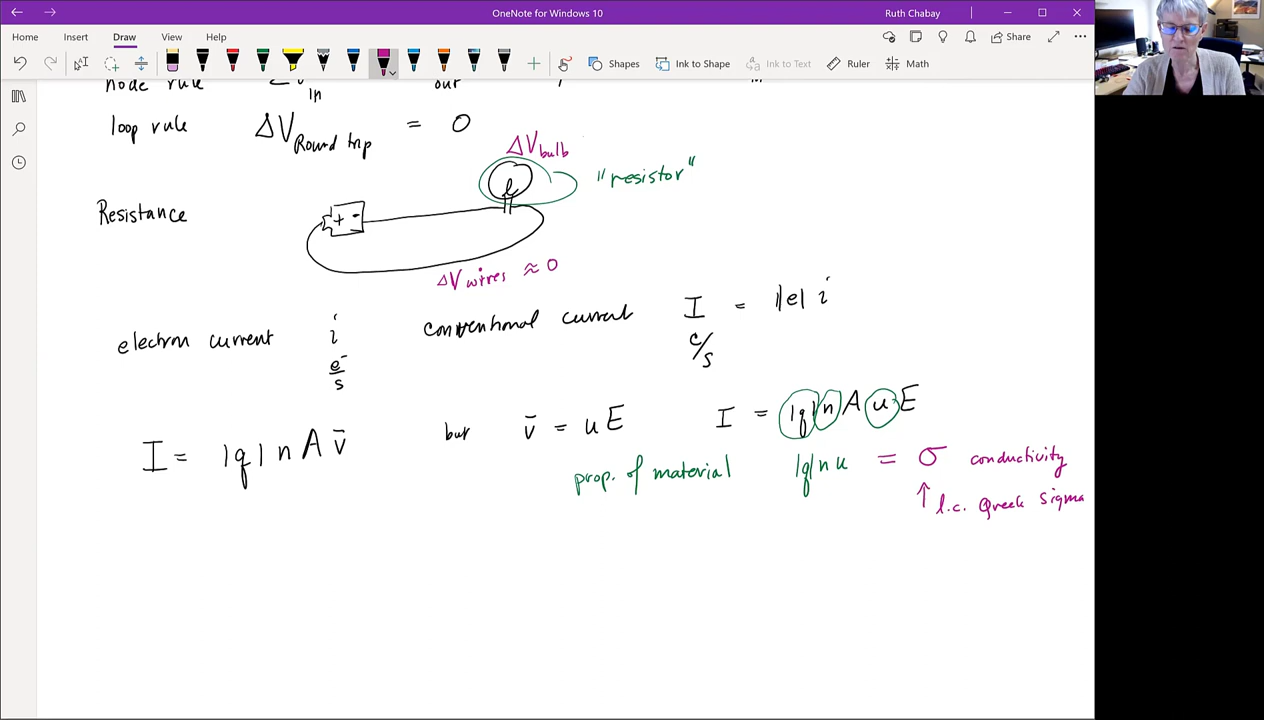 OneNote for Windows 10
Ruth Chabay
Home Insert Draw View Help
Share
Shapes Ink to Shape Ink to Text Ruler Math
node rule in out
loop rule ΔV Round trip = 0
ΔV bulb
"resistor"
Resistance
+ -
ΔV wires ≈ 0
electron current i
e⁻/s
conventional current I = |e| i
C/s
I = |q| n A v̄
but v̄ = u E
I = |q| n A u E
prop. of material |q| n u = σ conductivity
↑ l.c. Greek sigma